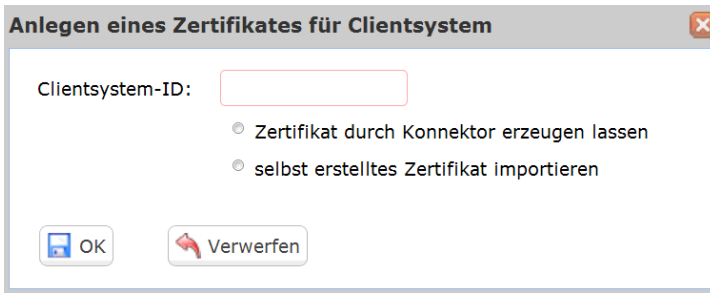 Anlegen eines Zertifikates für Clientsystem
Clientsystem-ID:
Zertifikat durch Konnektor erzeugen lassen
selbst erstelltes Zertifikat importieren
OK Verwerfen